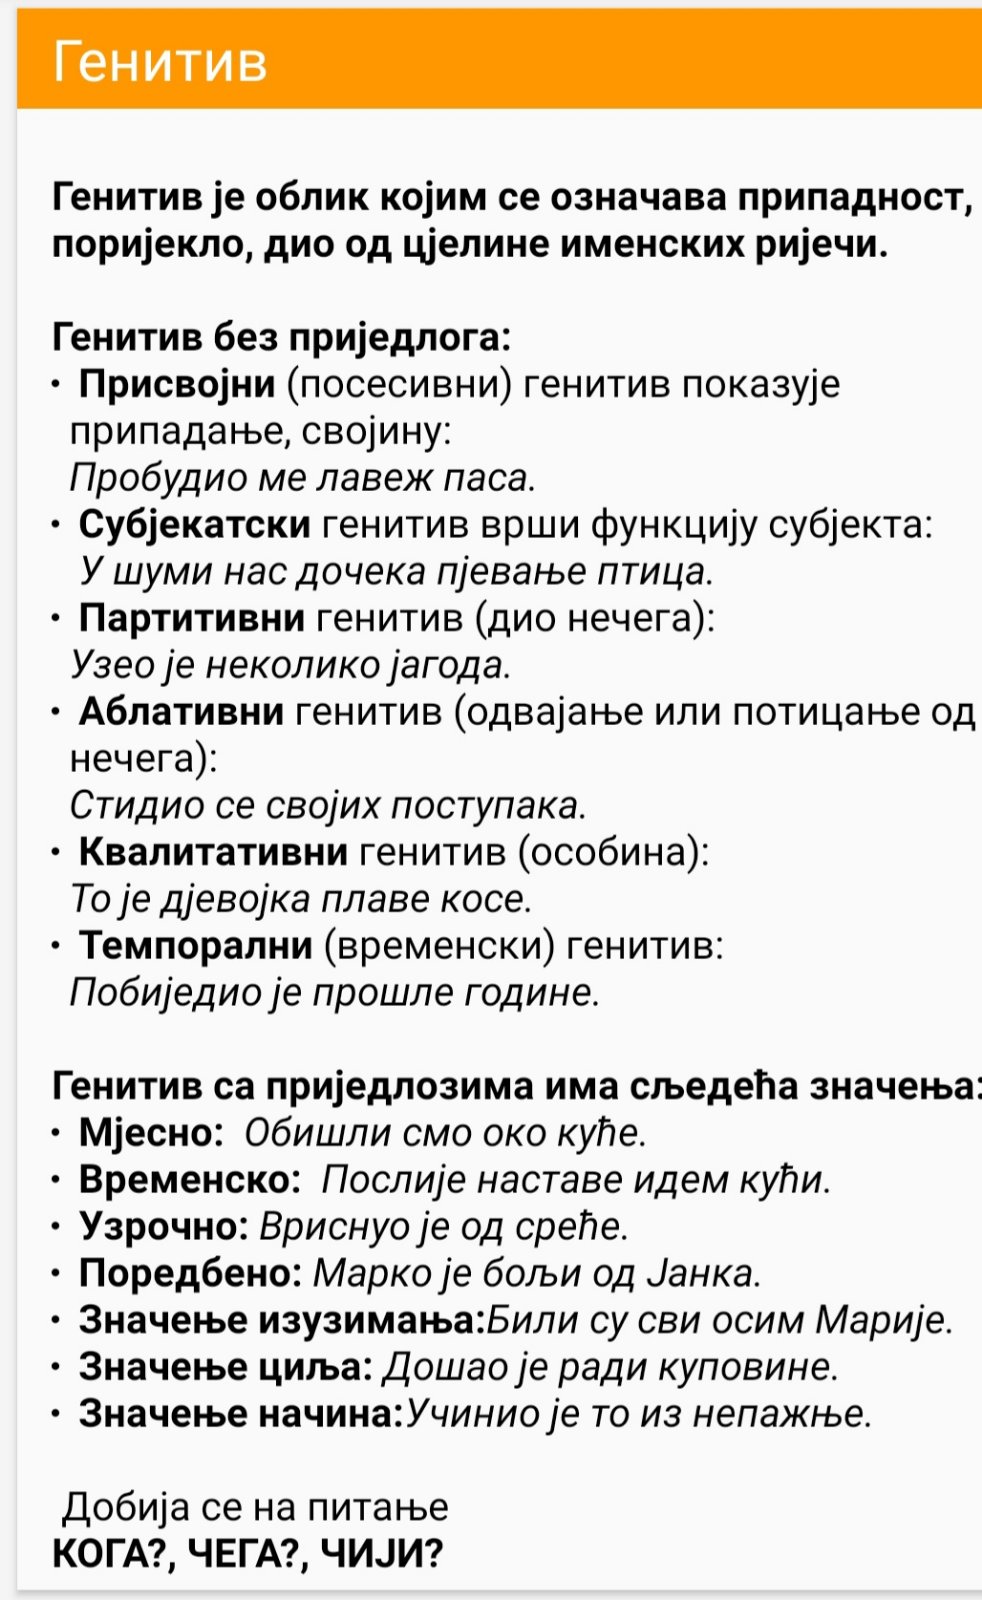 Генитив
Генитив је облик којим се означава припадност,
поријекло, дио од цјелине именских ријечи.
Генитив без приједлога:
• Присвојни (посесивни) генитив показује
припадање, својину:
Пробудио ме лавеж паса.
• Субјекатски генитив врши функцију субјекта:
У шуми нас дочека пјевање птица.
• Партитивни генитив (дио нечега):
Узео је неколико јагода.
• Аблативни генитив (одвајање или потицање од
нечега):
Стидио се својих поступака.
• Квалитативни генитив (особина):
То је дјевојка плаве косе.
• Темпорални (временски) генитив:
Побиједио је прошле године.
Генитив са приједлозима има сљедећа значења:
• Мјесно: Обишли смо око куће.
• Временско: Послије наставе идем кући.
• Узрочно: Вриснуо је од среће.
• Поредбено: Марко је бољи од Јанка.
• Значење изузимања:Били су сви осим Марије.
• Значење циља: Дошао је ради куповине.
• Значење начина:Учинио је то из непажње.
Добија се на питање
КОГА?, ЧЕГА?, ЧИЈИ?